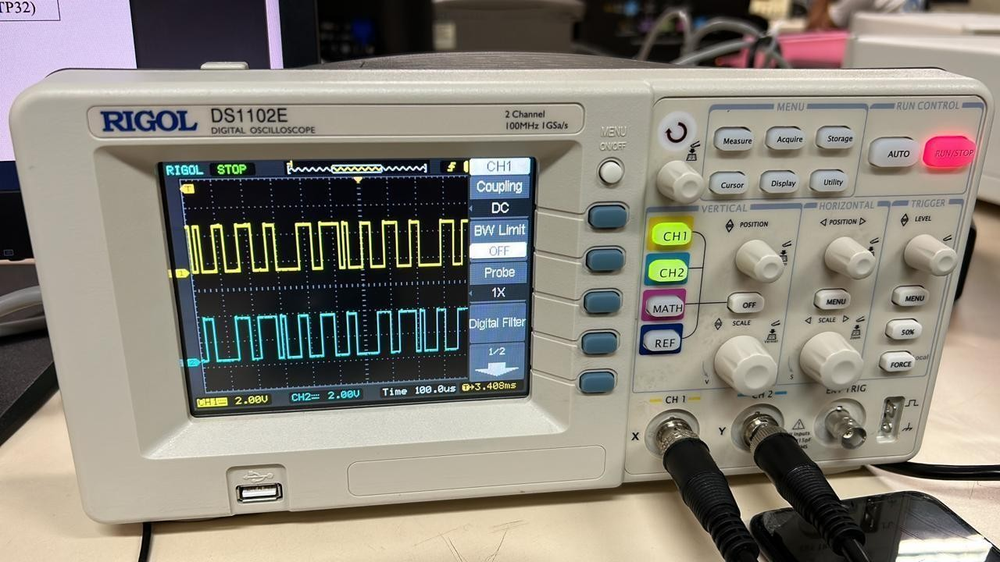 TP32)
RIGOL DS1102E
DIGITAL OSCILLOSCOPE
2 Channel
100MHz 1GSa/s
MENU
ON/OFF
RIGOL STOP
CH1
Coupling
DC
BW Limit
OFF
Probe
1X
Digital Filter
1/2
T
1
2
2.00V CH2 2.00V Time 100.0us T→3.408ms
MENU
Measure Acquire Storage
Cursor Display Utility
RUN CONTROL
AUTO RUN/STOP
VERTICAL
POSITION
CH1
CH2
MATH
REF
OFF
SCALE
V
HORIZONTAL
POSITION
MENU
SCALE
S
Zoom
TRIGGER
LEVEL
MENU
50%
FORCE
CH 1
CH 2
EXT TRIG
X
Y